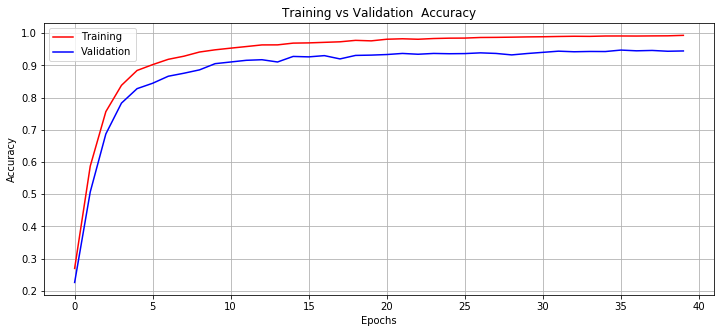 Training vs Validation  Accuracy
Training
Validation
Accuracy
1.0
0.9
0.8
0.7
0.6
0.5
0.4
0.3
0.2
0 5 10 15 20 25 30 35 40
Epochs